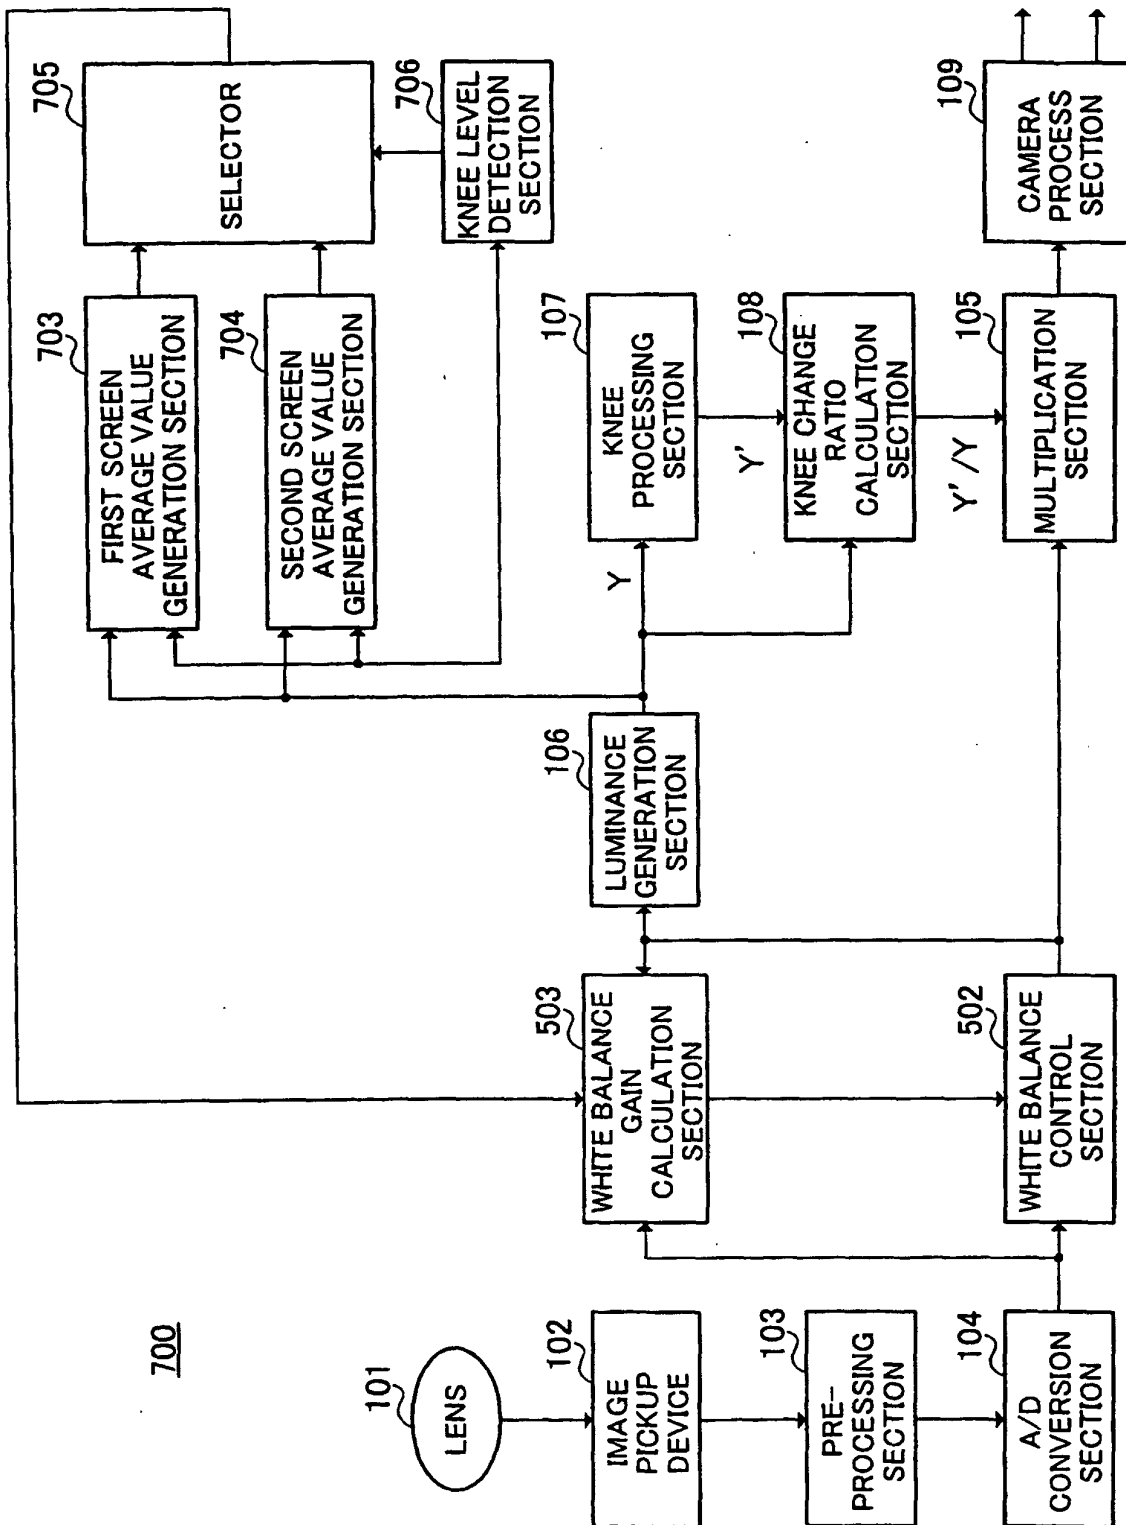 700
101
LENS
102
IMAGE
PICKUP
DEVICE
103
PRE-
PROCESSING
SECTION
104
A/D
CONVERSION
SECTION
503
WHITE BALANCE
GAIN
CALCULATION
SECTION
502
WHITE BALANCE
CONTROL
SECTION
106
LUMINANCE
GENERATION
SECTION
703
FIRST SCREEN
AVERAGE VALUE
GENERATION SECTION
704
SECOND SCREEN
AVERAGE VALUE
GENERATION SECTION
705
SELECTOR
706
KNEE LEVEL
DETECTION
SECTION
Y
107
KNEE
PROCESSING
SECTION
Y'
108
KNEE CHANGE
RATIO
CALCULATION
SECTION
Y'/Y
105
MULTIPLICATION
SECTION
109
CAMERA
PROCESS
SECTION